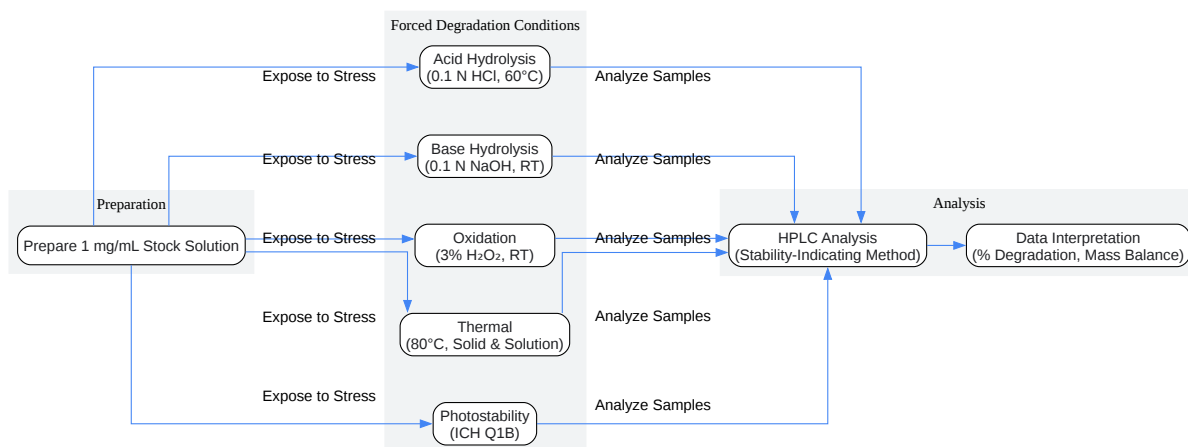 Forced Degradation Conditions
Acid Hydrolysis
(0.1 N HCl, 60°C)
Expose to Stress
Analyze Samples
Base Hydrolysis
(0.1 N NaOH, RT)
Expose to Stress
Analyze Samples
Preparation
Prepare 1 mg/mL Stock Solution
Expose to Stress
Oxidation
(3% H₂O₂, RT)
Analyze Samples
Analysis
HPLC Analysis
(Stability-Indicating Method)
Data Interpretation
(% Degradation, Mass Balance)
Expose to Stress
Thermal
(80°C, Solid & Solution)
Analyze Samples
Expose to Stress
Photostability
(ICH Q1B)
Analyze Samples